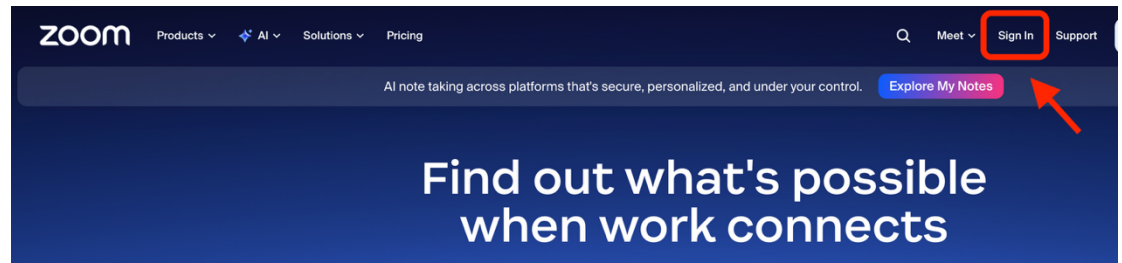 zoom Products AI Solutions Pricing Meet Sign In Support
AI note taking across platforms that's secure, personalized, and under your control. Explore My Notes
Find out what's possible
when work connects